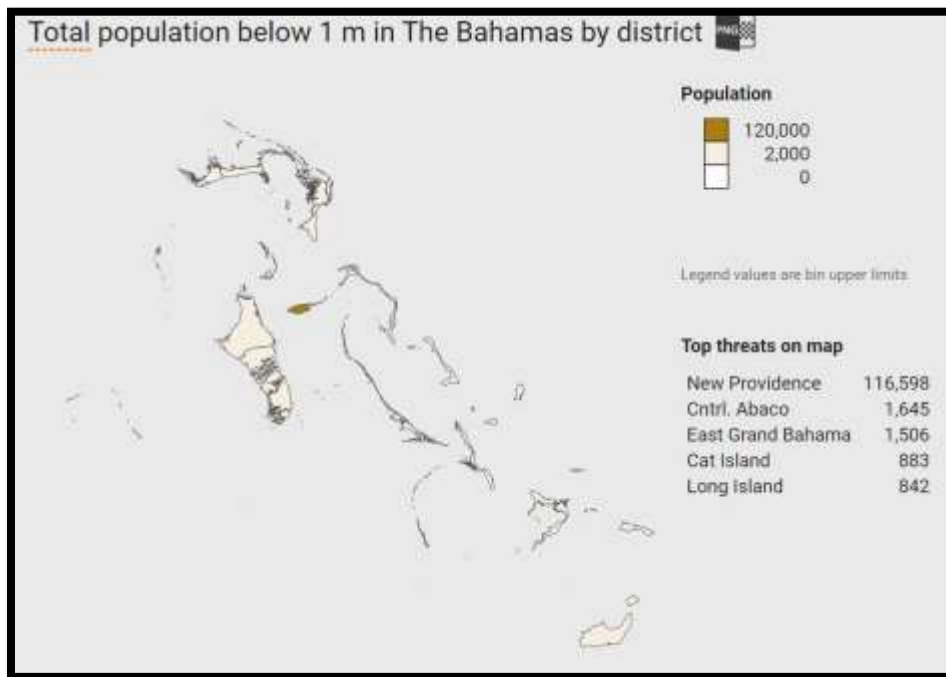 Total population below 1 m in The Bahamas by district PNG
Population
120,000
2,000
0
Legend values are bin upper limits
Top threats on map
New Providence 116,598
Cntrl. Abaco 1,645
East Grand Bahama 1,506
Cat Island 883
Long Island 842